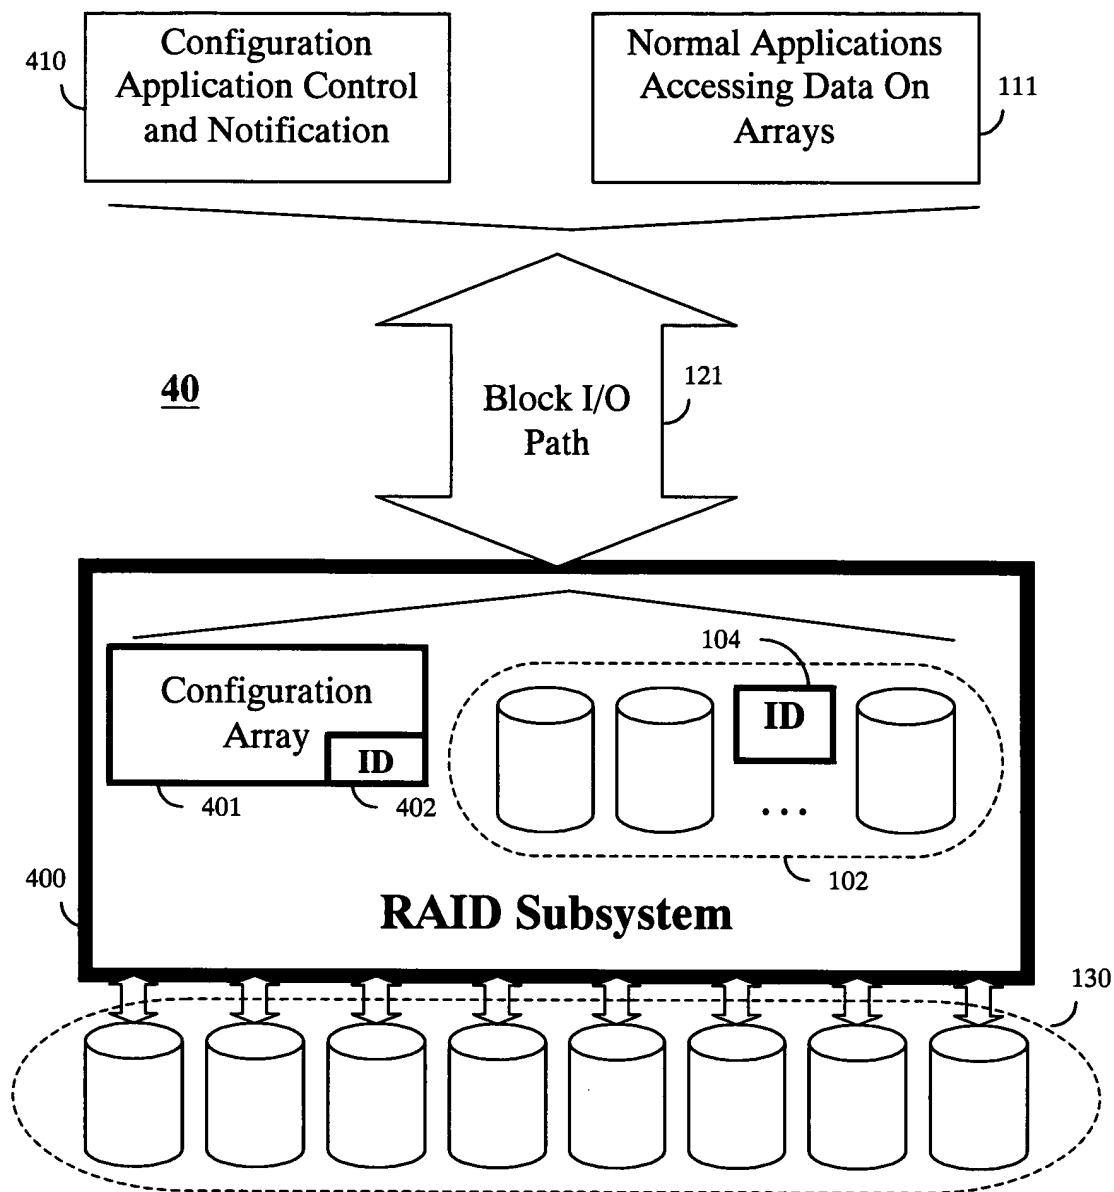 Configuration
Application Control
and Notification
410
Normal Applications
Accessing Data On
Arrays
111
40
Block I/O
Path
121
104
Configuration
Array
ID
ID
401
402
...
102
400
RAID Subsystem
130